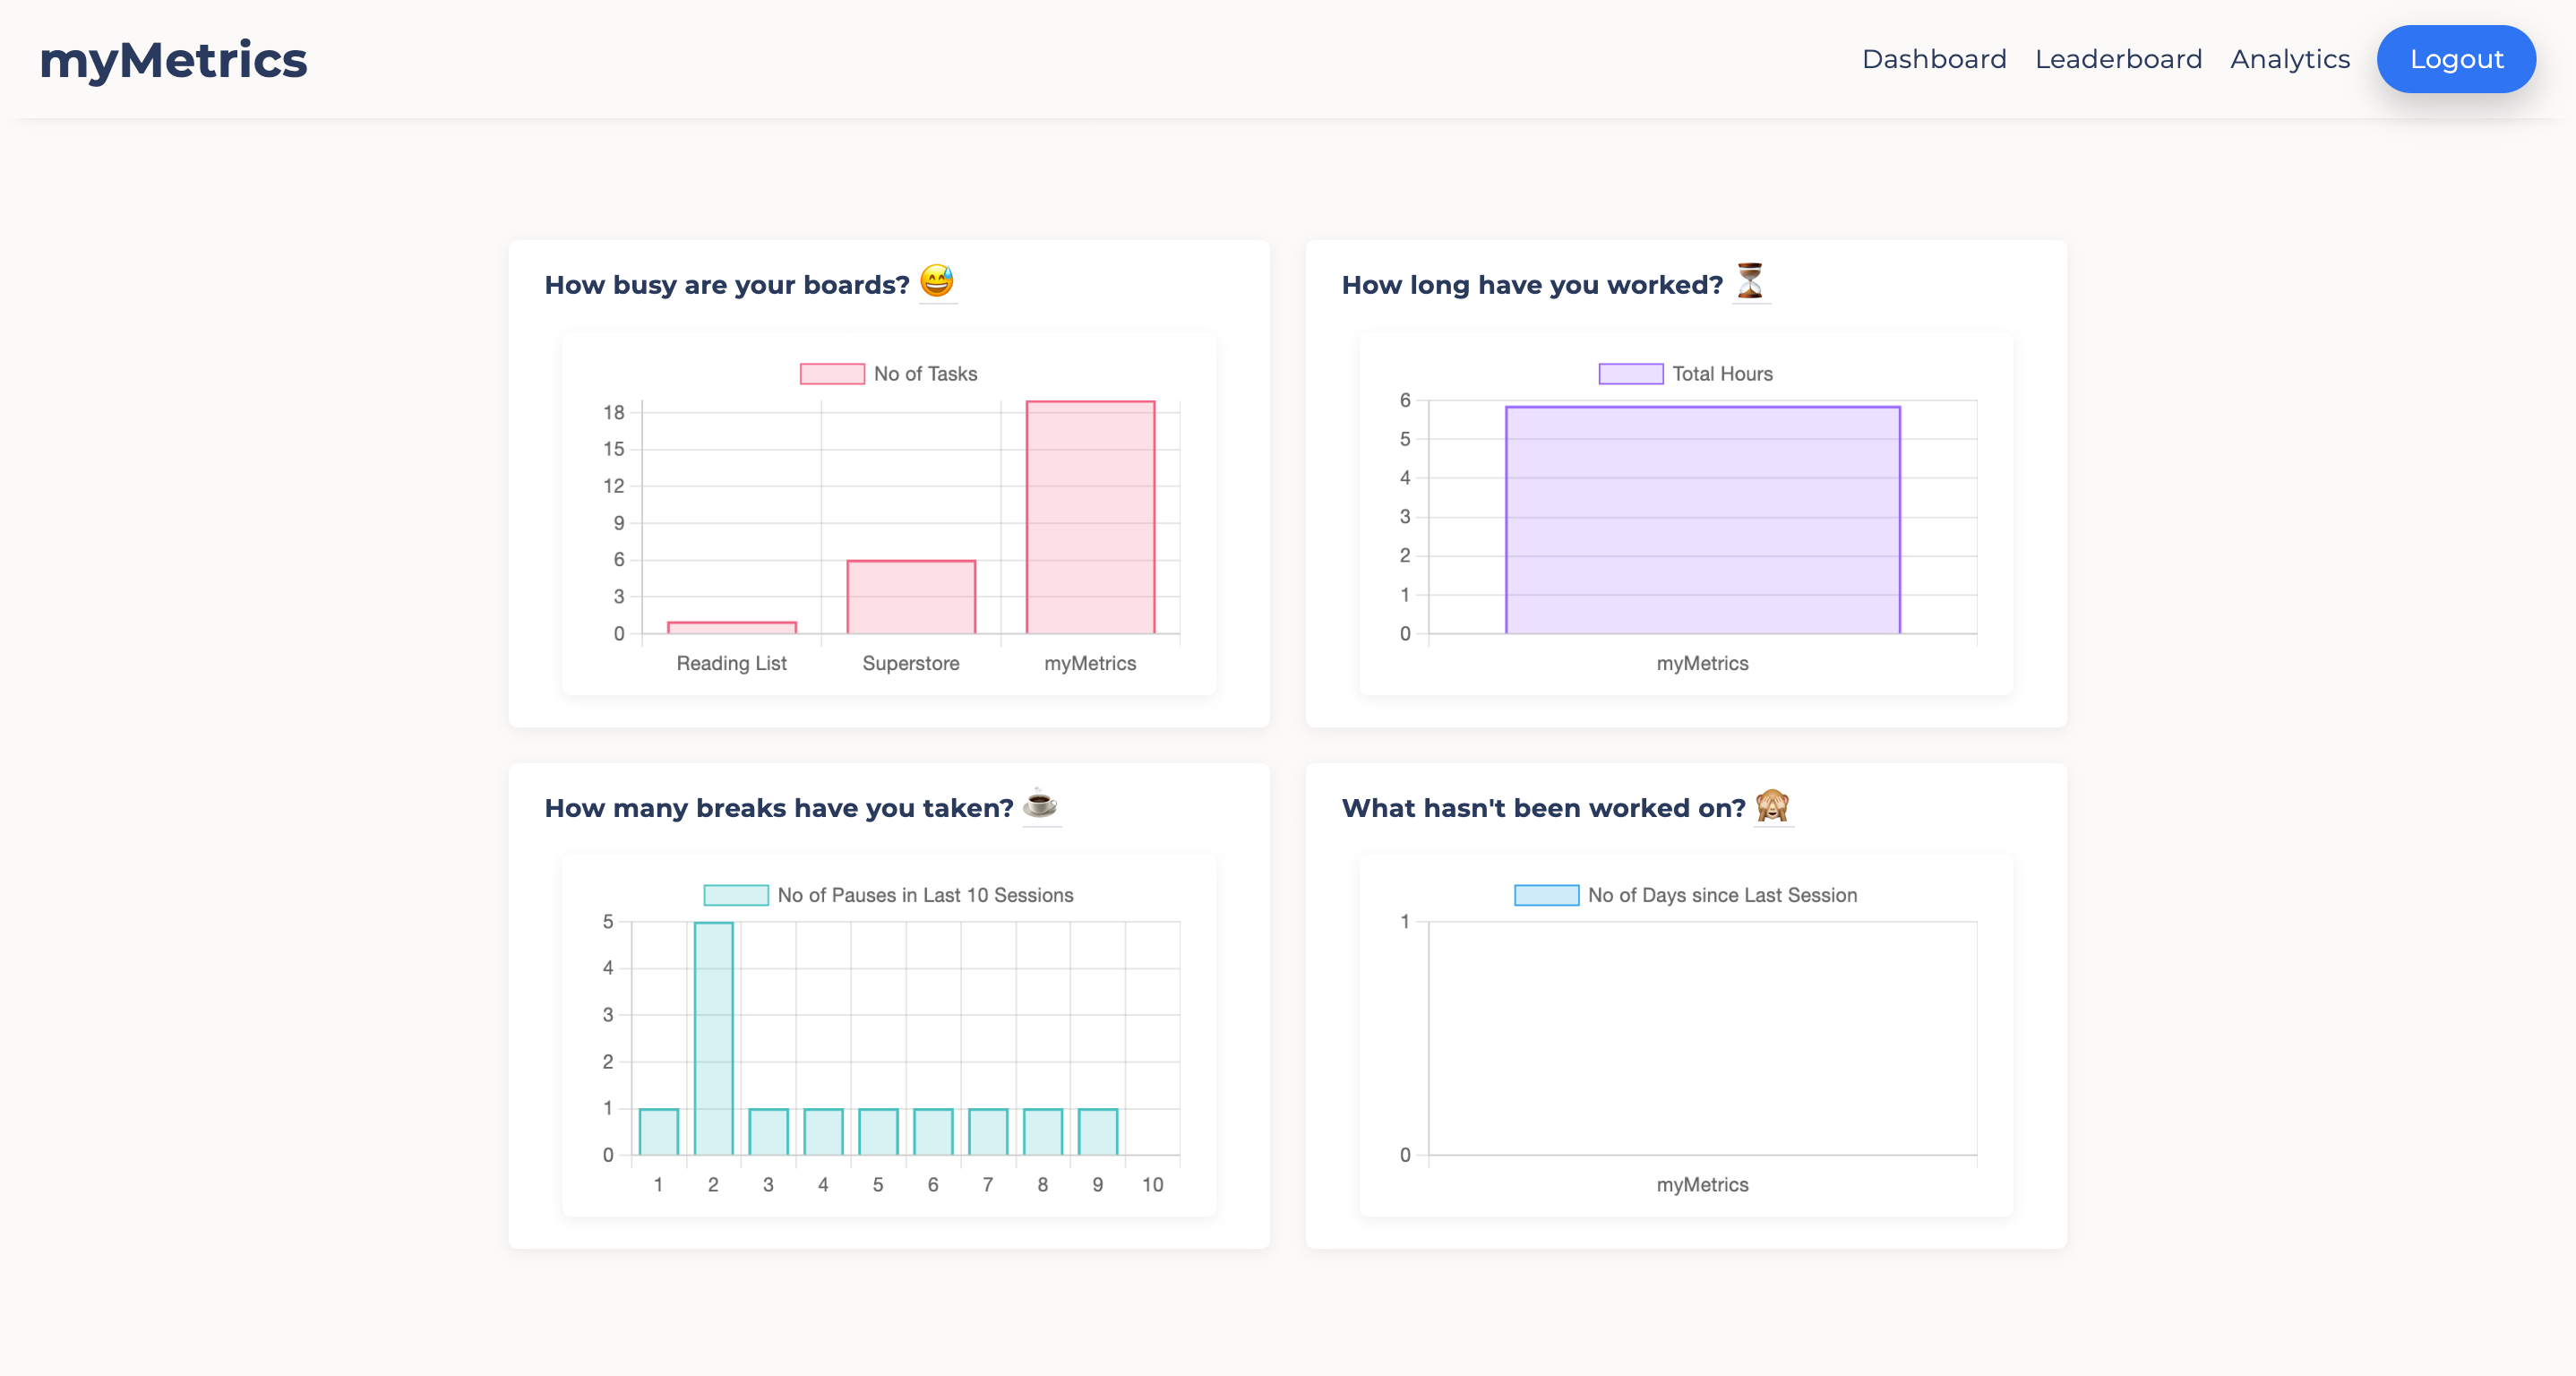 myMetrics
Dashboard Leaderboard Analytics Logout
How busy are your boards? 😅
No of Tasks
18
15
12
9
6
3
0
Reading List Superstore myMetrics
How long have you worked? ⏳
Total Hours
6
5
4
3
2
1
0
myMetrics
How many breaks have you taken? ☕
No of Pauses in Last 10 Sessions
5
4
3
2
1
0
1 2 3 4 5 6 7 8 9 10
What hasn't been worked on? 🙈
No of Days since Last Session
1
0
myMetrics